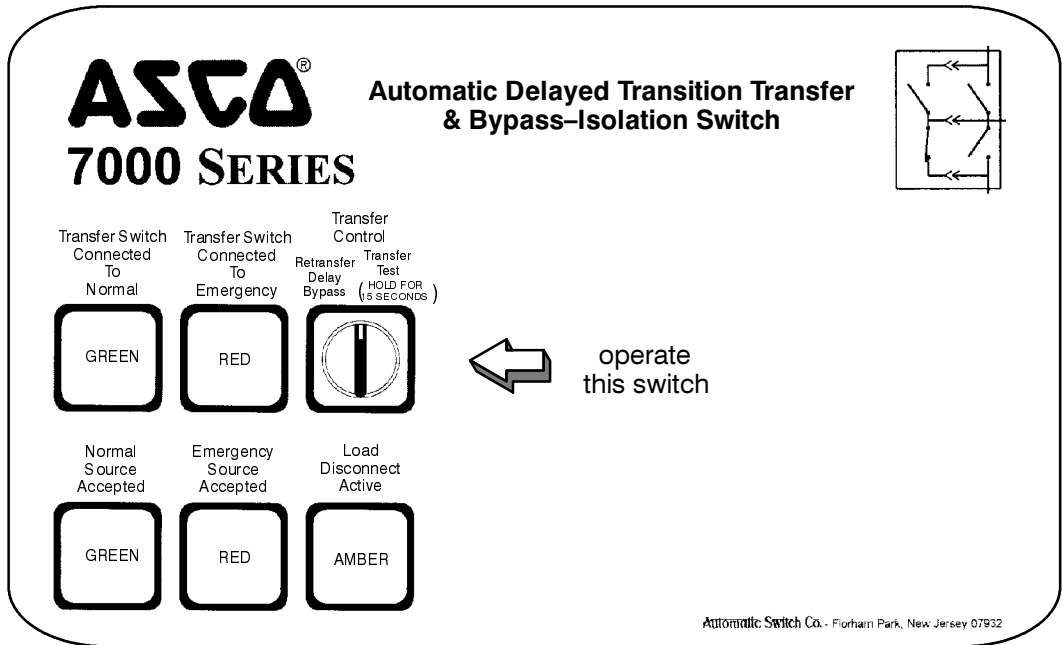 ASCO®
7000 SERIES
Automatic Delayed Transition Transfer
& Bypass–Isolation Switch
Transfer Switch
Connected
To
Normal
Transfer Switch
Connected
To
Emergency
Transfer
Control
Retransfer
Delay
Bypass
Transfer
Test
(HOLD FOR
15 SECONDS)
GREEN
RED
operate
this switch
Normal
Source
Accepted
Emergency
Source
Accepted
Load
Disconnect
Active
GREEN
RED
AMBER
Automatic Switch Co. - Florham Park, New Jersey 07932